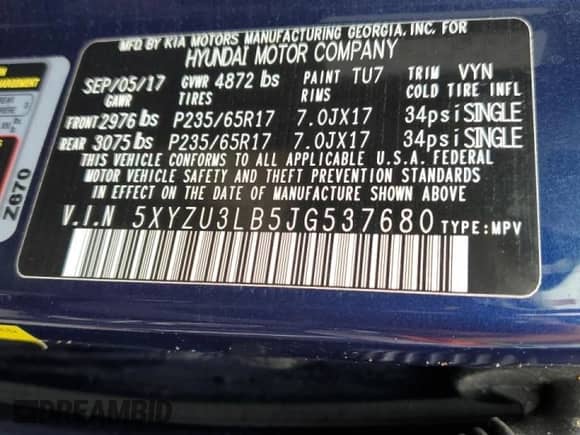 MFD. BY KIA MOTORS MANUFACTURING GEORGIA, INC. FOR
HYUNDAI MOTOR COMPANY
SEP/05/17 GVWR 4872 lbs PAINT TU7 TRIM VYN
GAWR TIRES RIMS COLD TIRE INFL
FRONT 2976 lbs P235/65R17 7.0JX17 34psi SINGLE
REAR 3075 lbs P235/65R17 7.0JX17 34psi SINGLE
THIS VEHICLE CONFORMS TO ALL APPLICABLE U.S.A. FEDERAL
MOTOR VEHICLE SAFETY AND THEFT PREVENTION STANDARDS
IN EFFECT ON THE DATE OF MANUFACTURE SHOWN ABOVE.
V.I.N 5XYZU3LB5JG537680 TYPE:MPV
Z670
DREAMBID